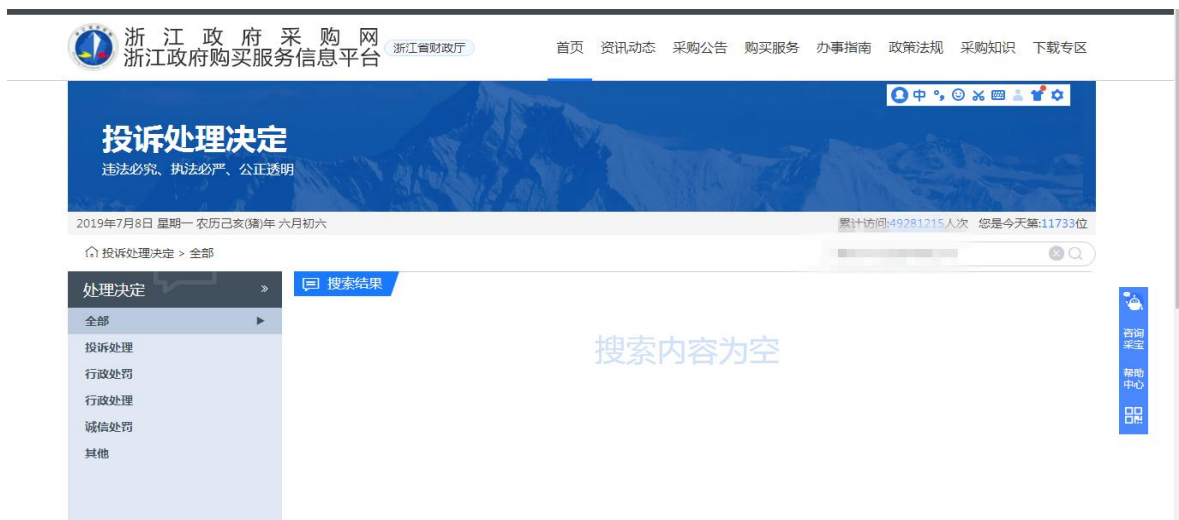 浙江政府采购网
浙江政府购买服务信息平台
浙江省财政厅
首页 资讯动态 采购公告 购买服务 办事指南 政策法规 采购知识 下载专区
中
投诉处理决定
违法必究、执法必严、公正透明
2019年7月8日 星期一 农历己亥(猪)年 六月初六
累计访问:49281215人次 您是今天第:11733位
投诉处理决定 > 全部
处理决定 »
搜索结果
全部
投诉处理
行政处罚
行政处理
诚信处罚
其他
搜索内容为空
咨询
采宝
帮助
中心